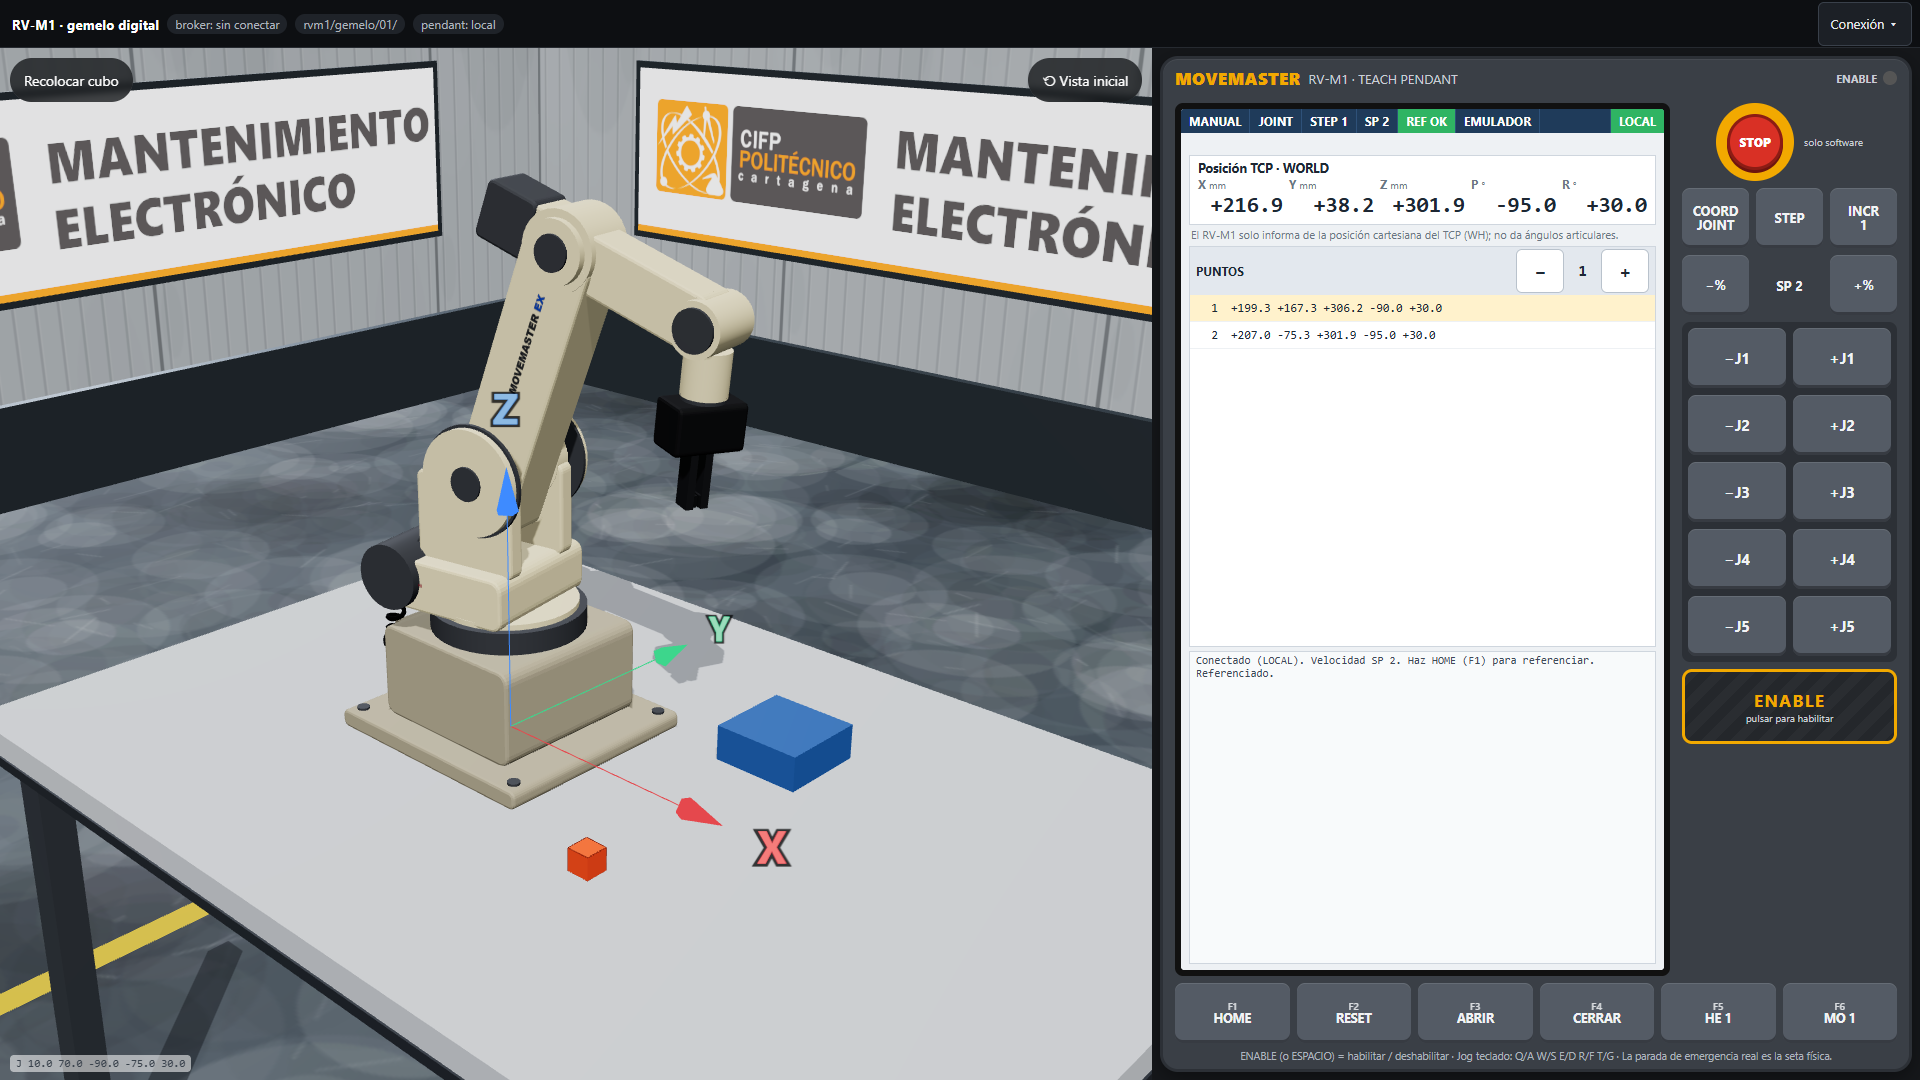 RV-M1 · gemelo digital
broker: sin conectar
rvm1/gemelo/01/
pendant: local
Conexión
Recolocar cubo
Vista inicial
MANTENIMIENTO
ELECTRÓNICO
CIFP
POLITÉCNICO
cartagena
MANTENI
ELECTRÓN
MOVEMASTER EX
Z
Y
X
J 10.0 70.0 -90.0 -75.0 30.0
MOVEMASTER RV-M1 · TEACH PENDANT
ENABLE
MANUAL JOINT STEP 1 SP 2 REF OK EMULADOR LOCAL
Posición TCP · WORLD
X mm Y mm Z mm P ° R °
+216.9 +38.2 +301.9 -95.0 +30.0
El RV-M1 solo informa de la posición cartesiana del TCP (WH); no da ángulos articulares.
PUNTOS − 1 +
1 +199.3 +167.3 +306.2 -90.0 +30.0
2 +207.0 -75.3 +301.9 -95.0 +30.0
Conectado (LOCAL). Velocidad SP 2. Haz HOME (F1) para referenciar.
Referenciado.
STOP
solo software
COORD
JOINT
STEP
INCR
1
−%
SP 2
+%
−J1 +J1
−J2 +J2
−J3 +J3
−J4 +J4
−J5 +J5
ENABLE
pulsar para habilitar
F1
HOME
F2
RESET
F3
ABRIR
F4
CERRAR
F5
HE 1
F6
MO 1
ENABLE (o ESPACIO) = habilitar / deshabilitar · Jog teclado: Q/A W/S E/D R/F T/G · La parada de emergencia real es la seta física.